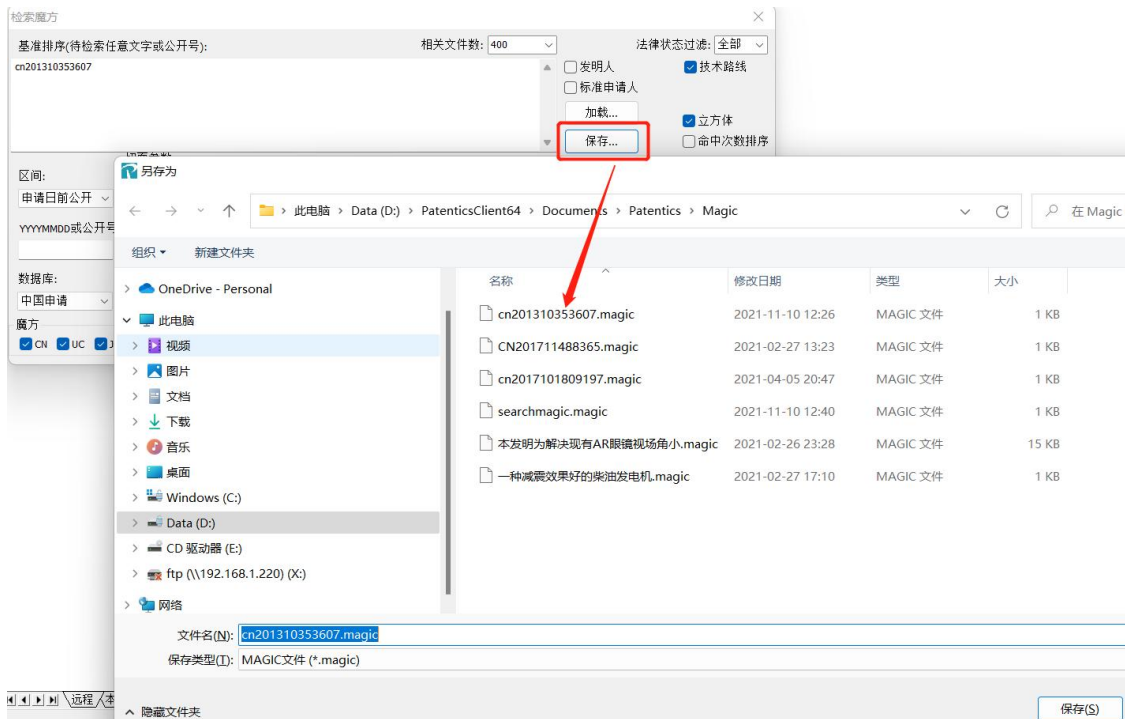 检索魔方
基准排序(待检索任意文字或公开号):
相关文件数: 400
法律状态过滤: 全部
cn201310353607
发明人
技术路线
标准申请人
加载...
立方体
保存...
命中次数排序
区间:
申请日前公开
YYYYMMDD或公开号
数据库:
中国申请
魔方
CN UC
另存为
此电脑 › Data (D:) › PatenticsClient64 › Documents › Patentics › Magic
在 Magic
组织 新建文件夹
OneDrive - Personal
此电脑
视频
图片
文档
下载
音乐
桌面
Windows (C:)
Data (D:)
CD 驱动器 (E:)
ftp (\\192.168.1.220) (X:)
网络
名称 修改日期 类型 大小
cn201310353607.magic 2021-11-10 12:26 MAGIC 文件 1 KB
CN201711488365.magic 2021-02-27 13:23 MAGIC 文件 1 KB
cn2017101809197.magic 2021-04-05 20:47 MAGIC 文件 1 KB
searchmagic.magic 2021-11-10 12:40 MAGIC 文件 1 KB
本发明为解决现有AR眼镜视场角小.magic 2021-02-26 23:28 MAGIC 文件 15 KB
一种减震效果好的柴油发电机.magic 2021-02-27 17:10 MAGIC 文件 1 KB
文件名(N): cn201310353607.magic
保存类型(T): MAGIC文件 (*.magic)
远程
隐藏文件夹
保存(S)